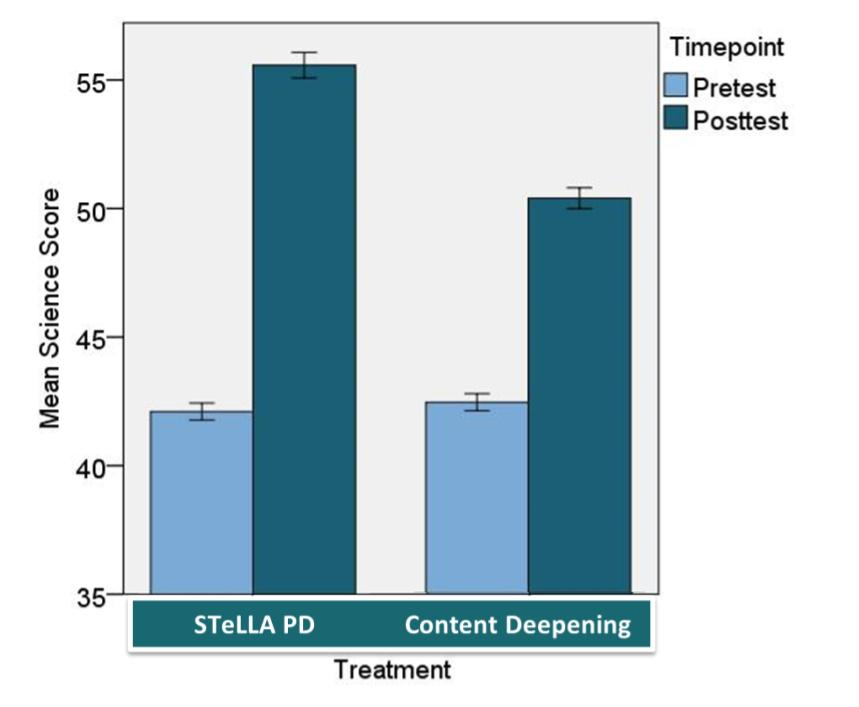 Timepoint
Pretest
Posttest
Mean Science Score
55
50
45
40
35
STeLLA PD
Content Deepening
Treatment